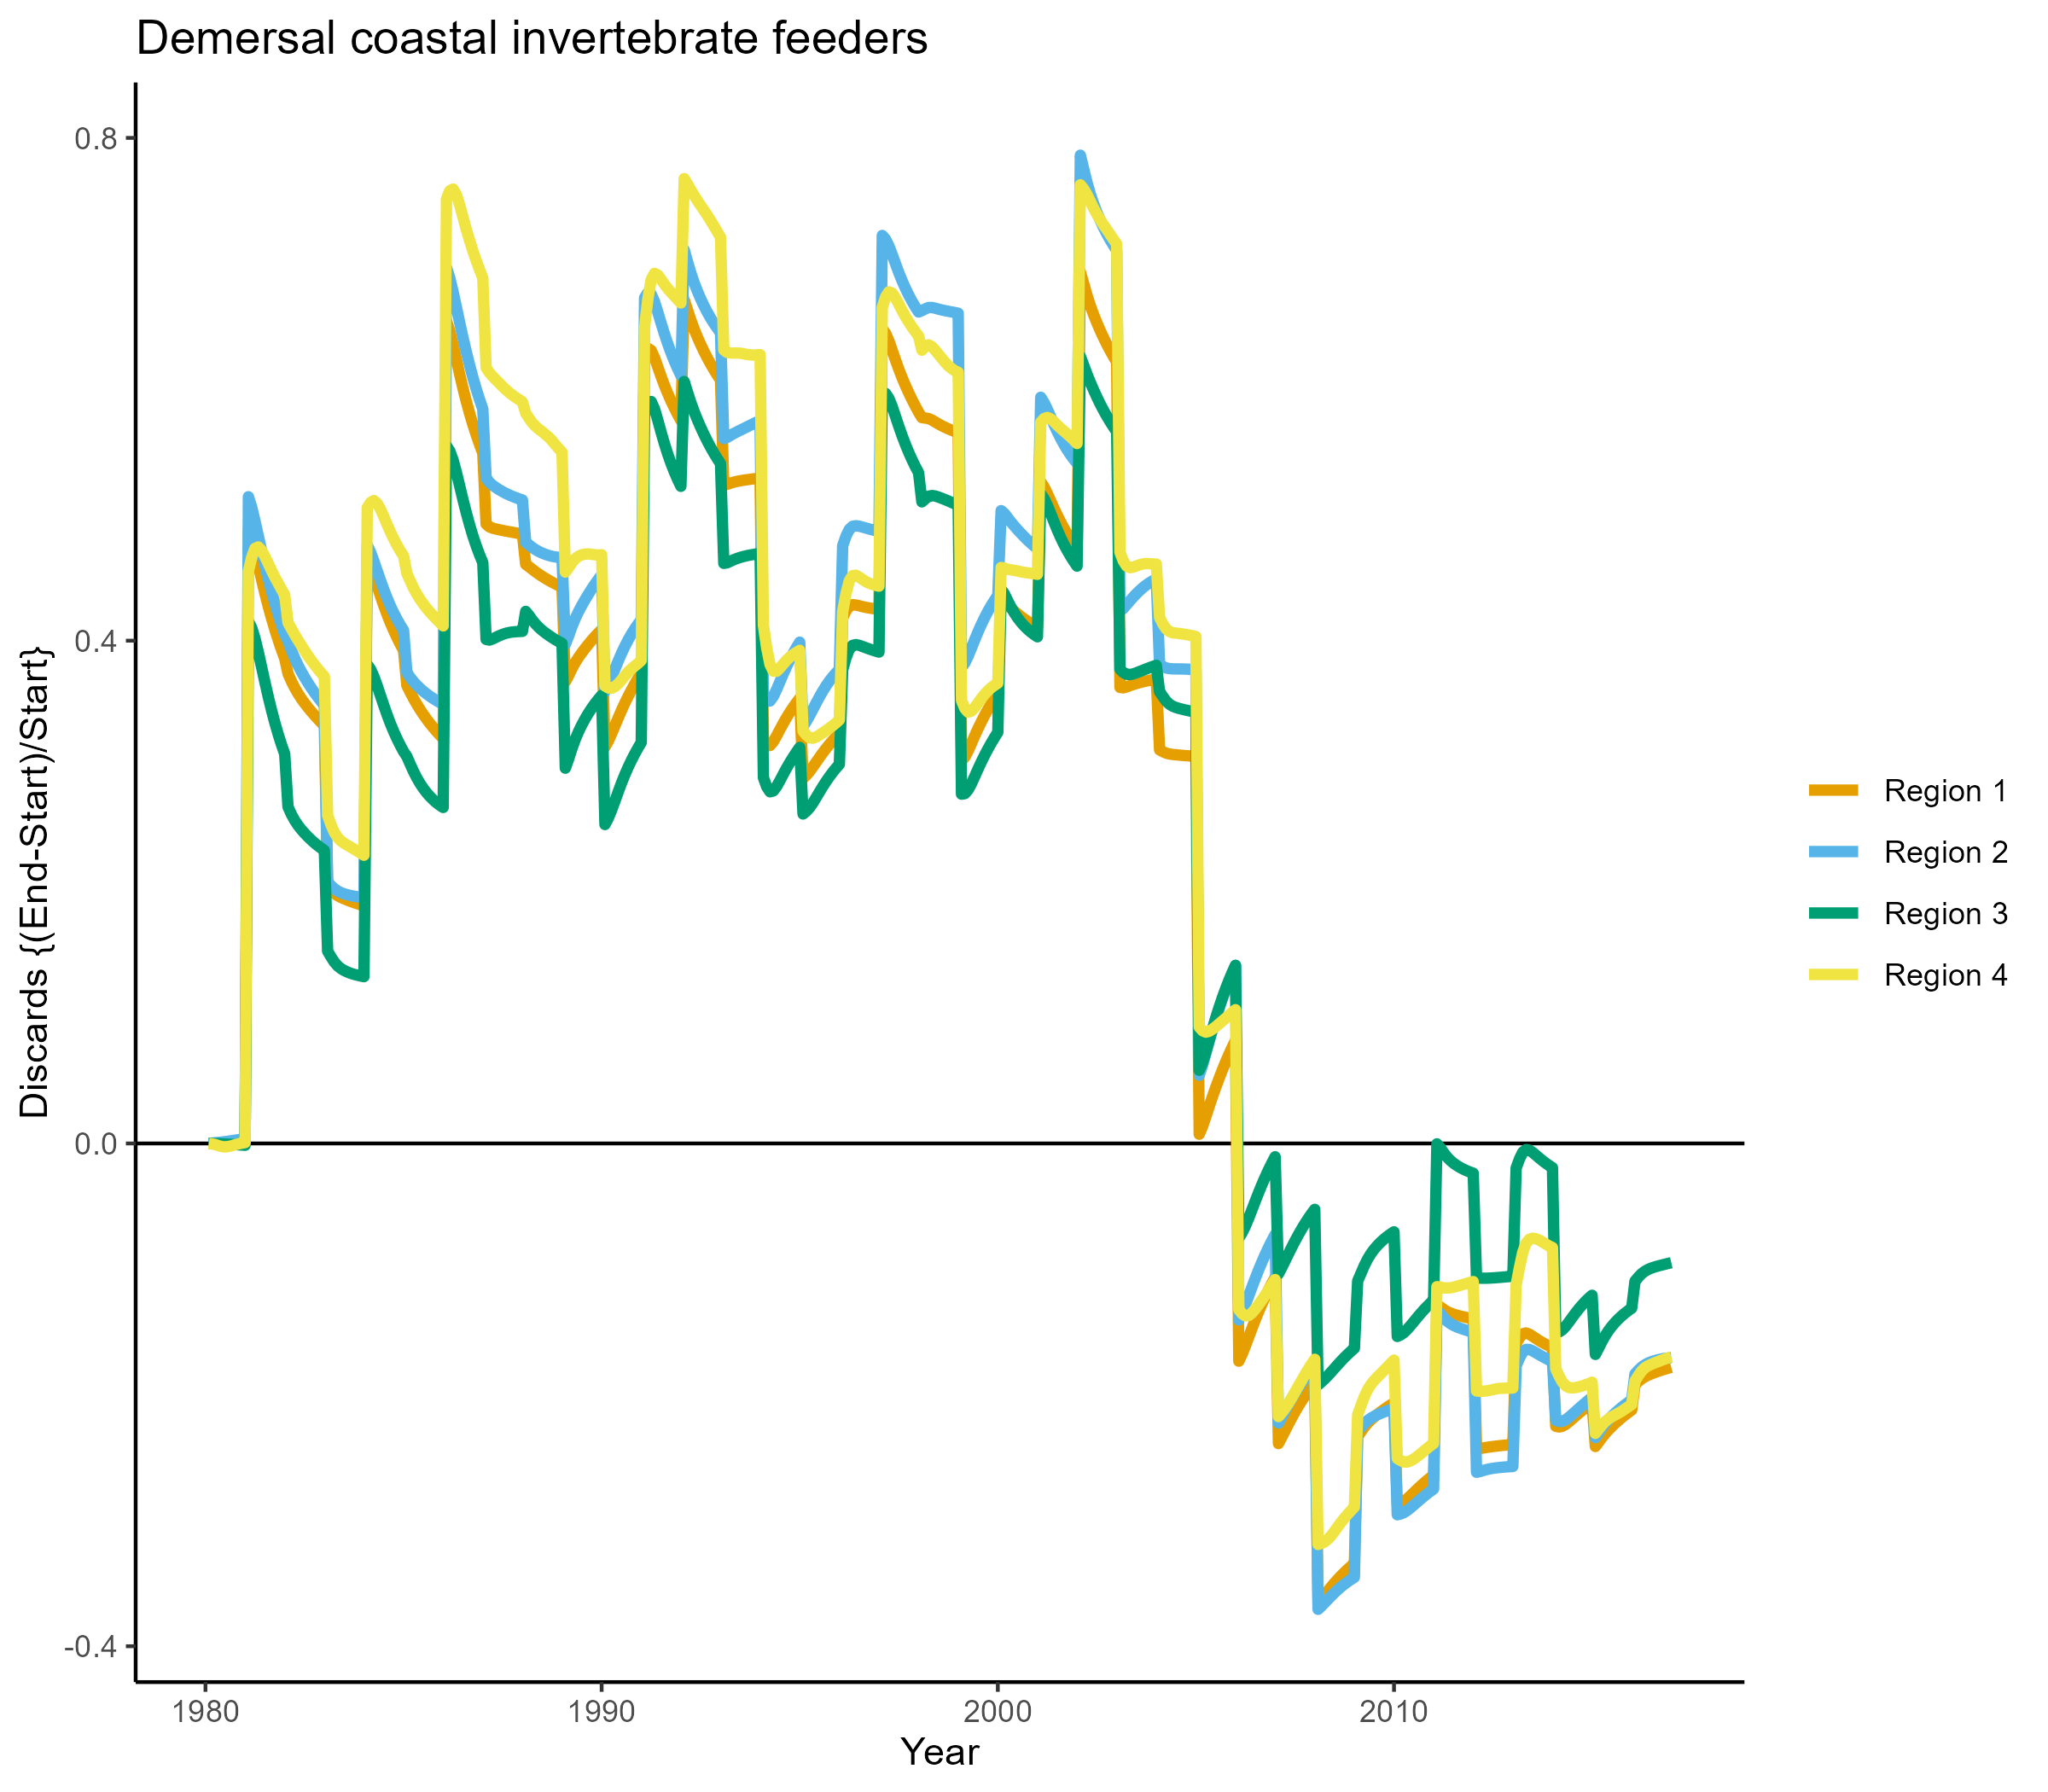 Demersal coastal invertebrate feeders
Discards {(End-Start)/Start}
0.8
0.4
0.0
-0.4
1980
1990
2000
2010
Year
Region 1
Region 2
Region 3
Region 4